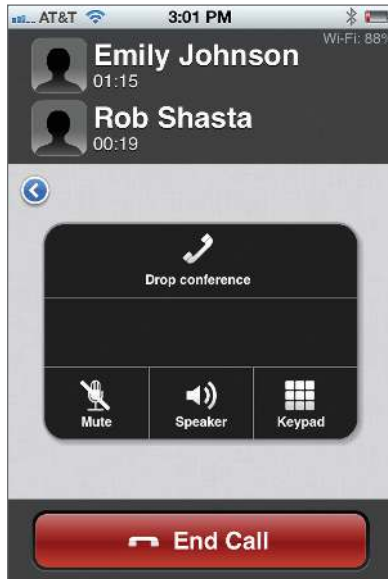 AT&T 3:01 PM
Wi-Fi: 88%
Emily Johnson
01:15
Rob Shasta
00:19
Drop conference
Mute Speaker Keypad
End Call